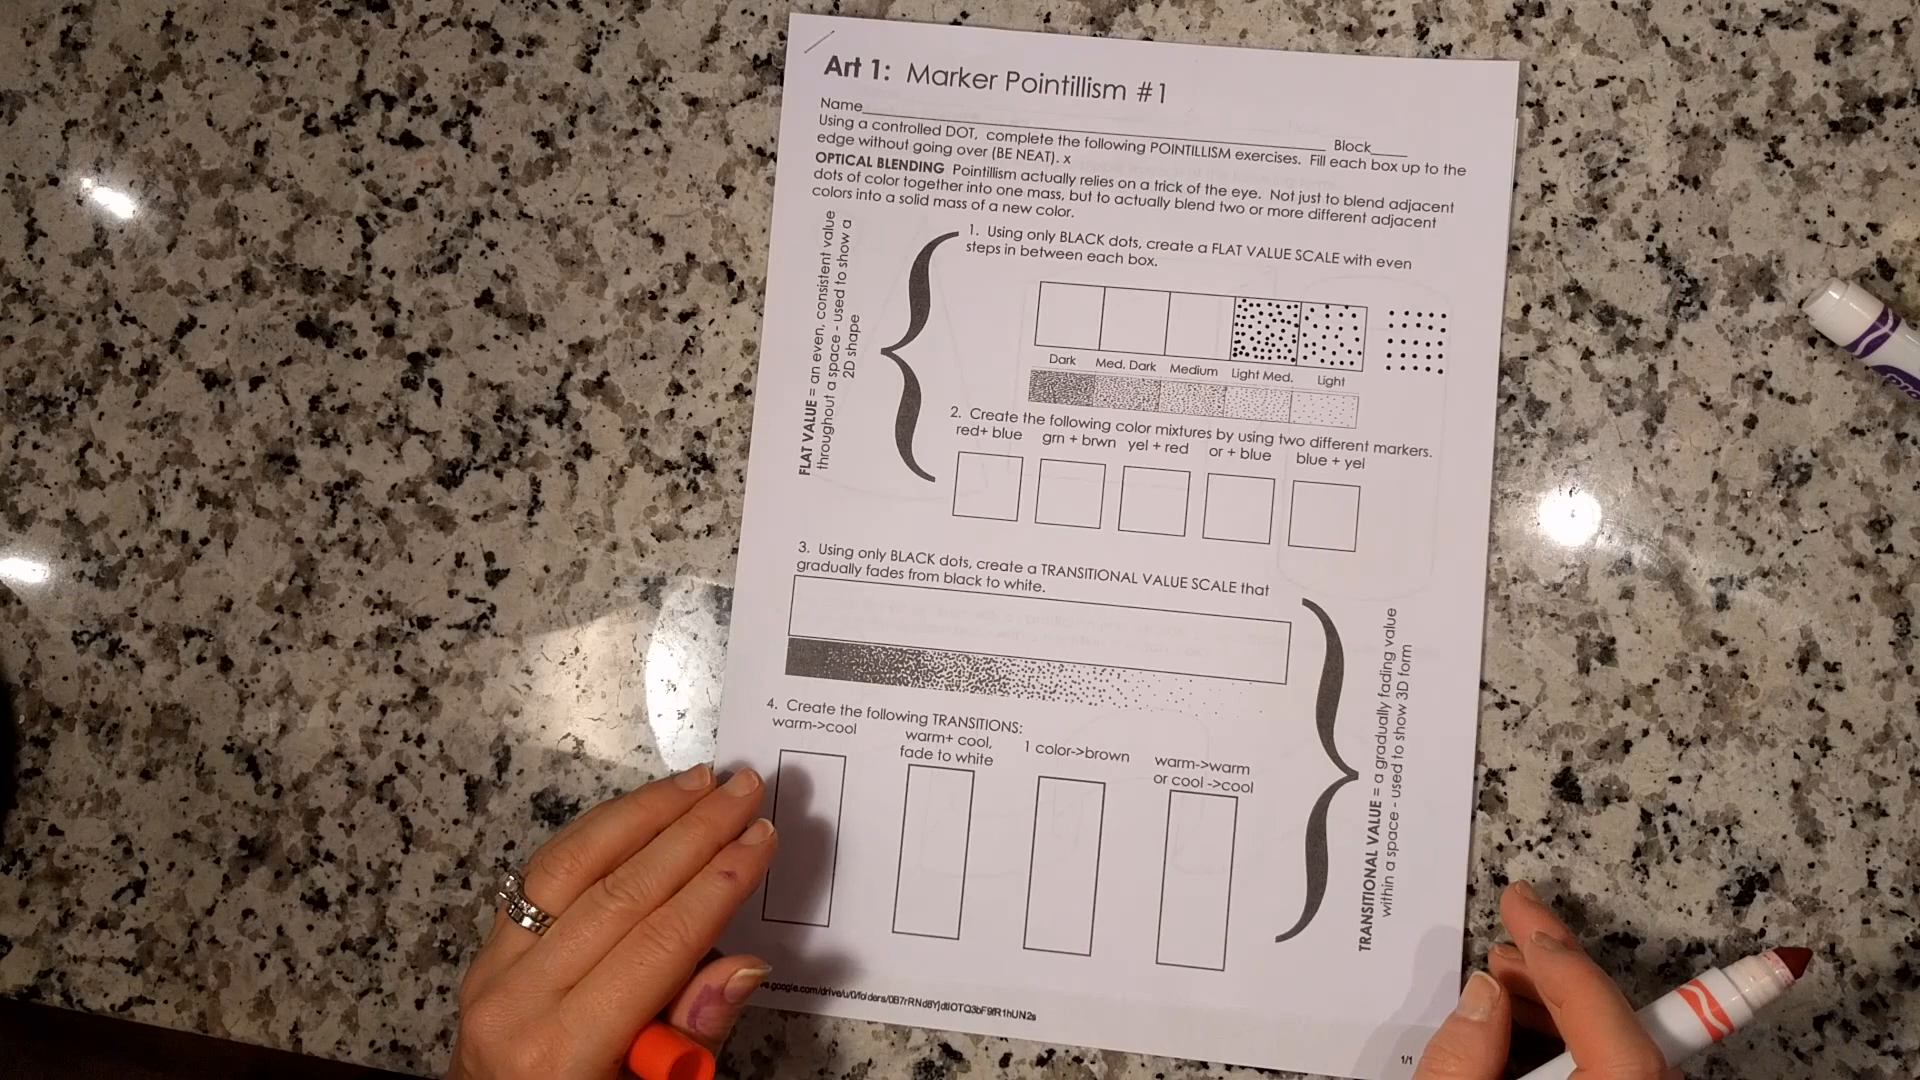 Art 1: Marker Pointillism #1
Name Block
Using a controlled DOT, complete the following POINTILLISM exercises. Fill each box up to the
edge without going over (BE NEAT). x
OPTICAL BLENDING Pointillism actually relies on a trick of the eye. Not just to blend adjacent
dots of color together into one mass, but to actually blend two or more different adjacent
colors into a solid mass of a new color.
FLAT VALUE = an even, consistent value
throughout a space - used to show a
2D shape
1. Using only BLACK dots, create a FLAT VALUE SCALE with even
steps in between each box.
Dark Med. Dark Medium Light Med. Light
2. Create the following color mixtures by using two different markers.
red+ blue grn + brwn yel + red or + blue blue + yel
3. Using only BLACK dots, create a TRANSITIONAL VALUE SCALE that
gradually fades from black to white.
4. Create the following TRANSITIONS:
warm->cool
warm+ cool,
fade to white
1 color->brown
warm->warm
or cool ->cool
TRANSITIONAL VALUE = a gradually fading value
within a space - used to show 3D form
1/1